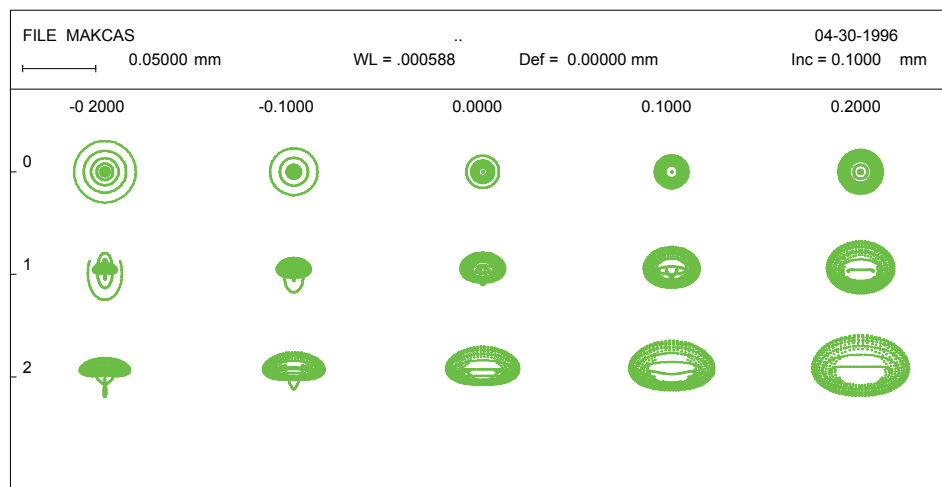 FILE MAKCAS .. 04-30-1996
0.05000 mm WL = .000588 Def = 0.00000 mm Inc = 0.1000 mm
-0 2000 -0.1000 0.0000 0.1000 0.2000
0
1
2